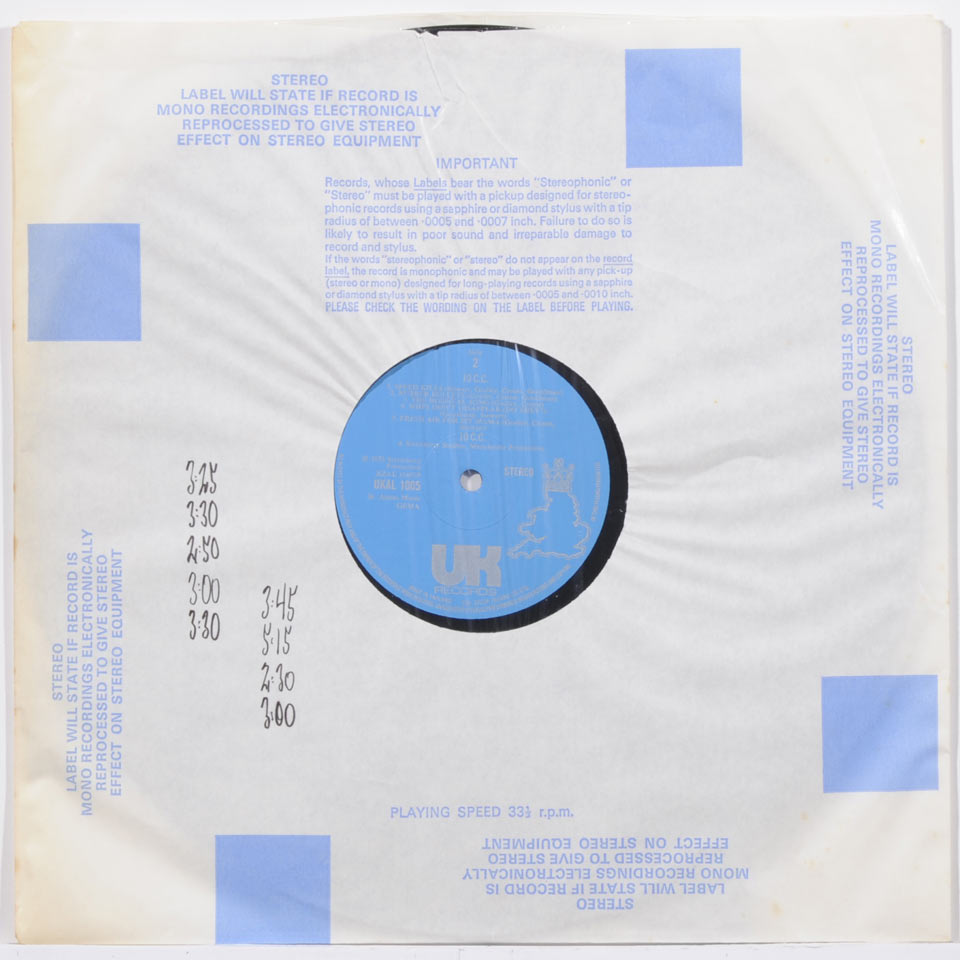 STEREO
LABEL WILL STATE IF RECORD IS
MONO RECORDINGS ELECTRONICALLY
REPROCESSED TO GIVE STEREO
EFFECT ON STEREO EQUIPMENT
IMPORTANT
Records, whose Labels bear the words "Stereophonic" or
"Stereo" must be played with a pickup designed for stereo-
phonic records using a sapphire or diamond stylus with a tip
radius of between ·0005 and ·0007 inch. Failure to do so is
likely to result in poor sound and irreparable damage to
record and stylus.
If the words "stereophonic" or "stereo" do not appear on the record
label, the record is monophonic and may be played with any pick-up
(stereo or mono) designed for long-playing records using a sapphire
or diamond stylus with a tip radius of between ·0005 and ·0010 inch.
PLEASE CHECK THE WORDING ON THE LABEL BEFORE PLAYING.
STEREO
LABEL WILL STATE IF RECORD IS
MONO RECORDINGS ELECTRONICALLY
REPROCESSED TO GIVE STEREO
EFFECT ON STEREO EQUIPMENT
2
10 C.C.
10 C.C.
STEREO
UKAL 1005
GEMA
UK
RECORDS
3:25
3:30
2:50
3:00
3:30
3:45
5:15
2:30
3:00
STEREO
LABEL WILL STATE IF RECORD IS
MONO RECORDINGS ELECTRONICALLY
REPROCESSED TO GIVE STEREO
EFFECT ON STEREO EQUIPMENT
PLAYING SPEED 33⅓ r.p.m.
STEREO
LABEL WILL STATE IF RECORD IS
MONO RECORDINGS ELECTRONICALLY
REPROCESSED TO GIVE STEREO
EFFECT ON STEREO EQUIPMENT